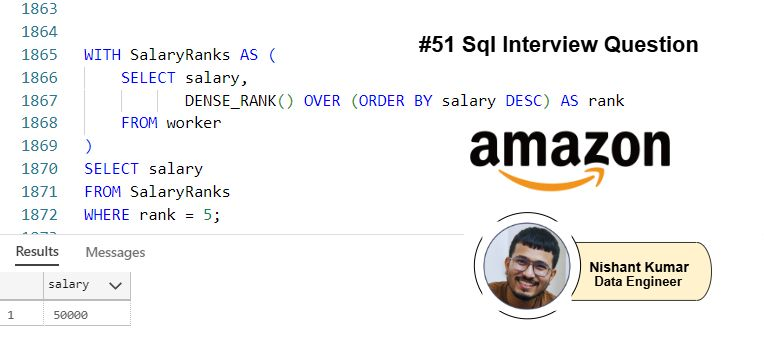 1863
1864
1865 WITH SalaryRanks AS (
1866 SELECT salary,
1867 DENSE_RANK() OVER (ORDER BY salary DESC) AS rank
1868 FROM worker
1869 )
1870 SELECT salary
1871 FROM SalaryRanks
1872 WHERE rank = 5;
#51 Sql Interview Question
amazon
Nishant Kumar
Data Engineer
Results Messages
salary
1 50000